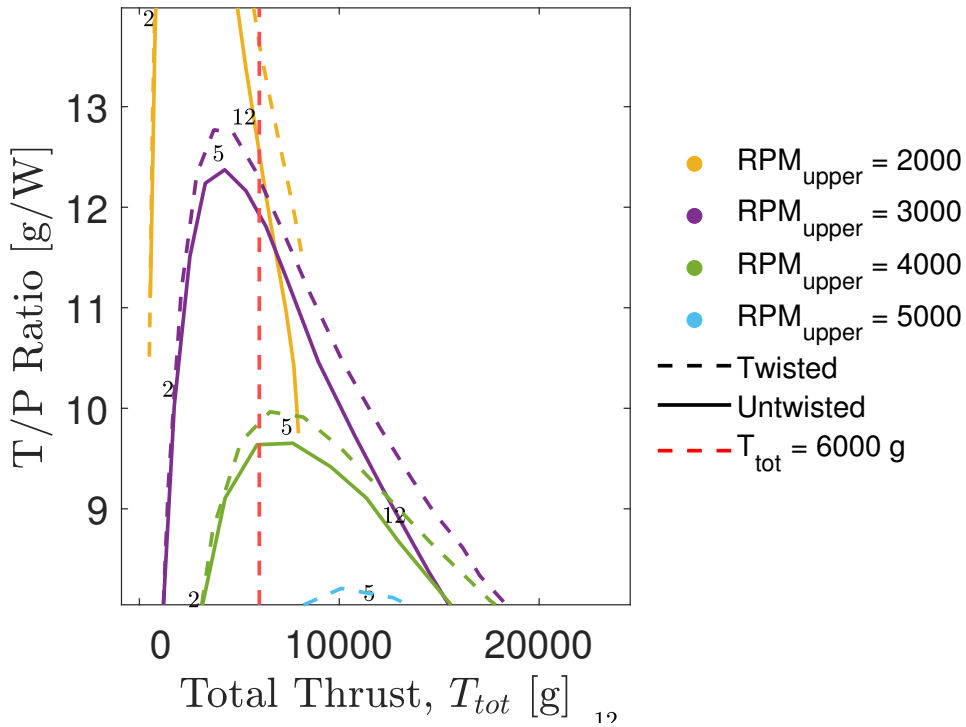 2
13
12
5
12
T/P Ratio [g/W]
11
2
10
5
9
12
2
5
0
10000
20000
Total Thrust, T_tot [g]
12
RPM_upper = 2000
RPM_upper = 3000
RPM_upper = 4000
RPM_upper = 5000
Twisted
Untwisted
T_tot = 6000 g